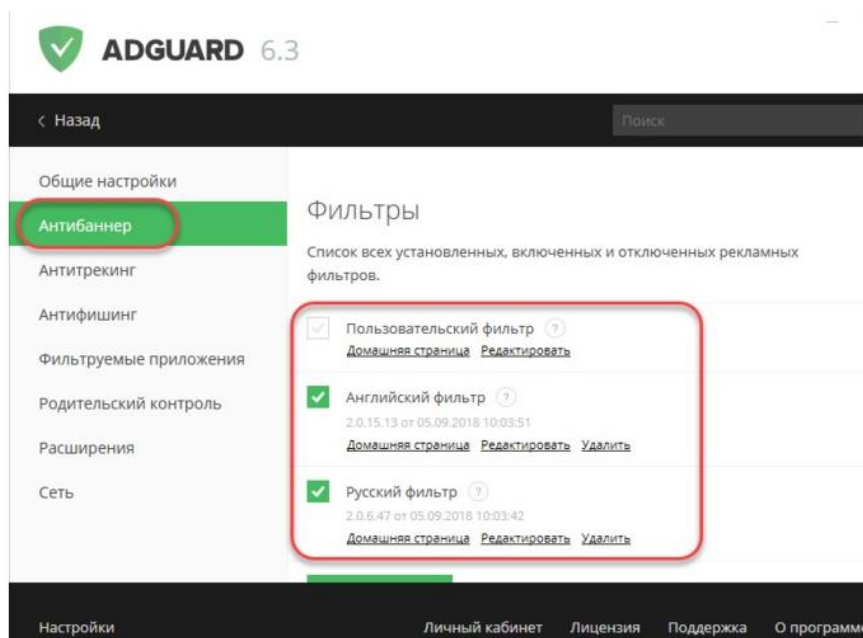 ADGUARD 6.3
Назад
Поиск
Общие настройки
Антибаннер
Антитрекинг
Антифишинг
Фильтруемые приложения
Родительский контроль
Расширения
Сеть
Фильтры
Список всех установленных, включенных и отключенных рекламных
фильтров.
Пользовательский фильтр ?
Домашняя страница Редактировать
Английский фильтр ?
2.0.15.13 от 05.09.2018 10:03:51
Домашняя страница Редактировать Удалить
Русский фильтр ?
2.0.6.47 от 05.09.2018 10:03:42
Домашняя страница Редактировать Удалить
Настройки
Личный кабинет Лицензия Поддержка О программе